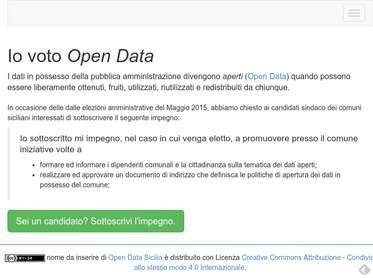 Io voto Open Data
I dati in possesso della pubblica amministrazione divengono aperti (Open Data) quando possono
essere liberamente ottenuti, fruiti, utilizzati, riutilizzati e redistribuiti da chiunque.
In occasione delle dalle elezioni amministrative del Maggio 2015, abbiamo chiesto ai candidati sindaco dei comuni
siciliani interessati di sottoscrivere il seguente impegno:
Io sottoscritto mi impegno, nel caso in cui venga eletto, a promuovere presso il comune
iniziative volte a
• formare ed informare i dipendenti comunali e la cittadinanza sulla tematica dei dati aperti;
• realizzare ed approvare un documento di indirizzo che definisca le politiche di apertura dei dati in
possesso del comune;
Sei un candidato? Sottoscrivi l'impegno.
nome da inserire di Open Data Sicilia è distribuito con Licenza Creative Commons Attribuzione - Condivid
allo stesso modo 4.0 Internazionale.